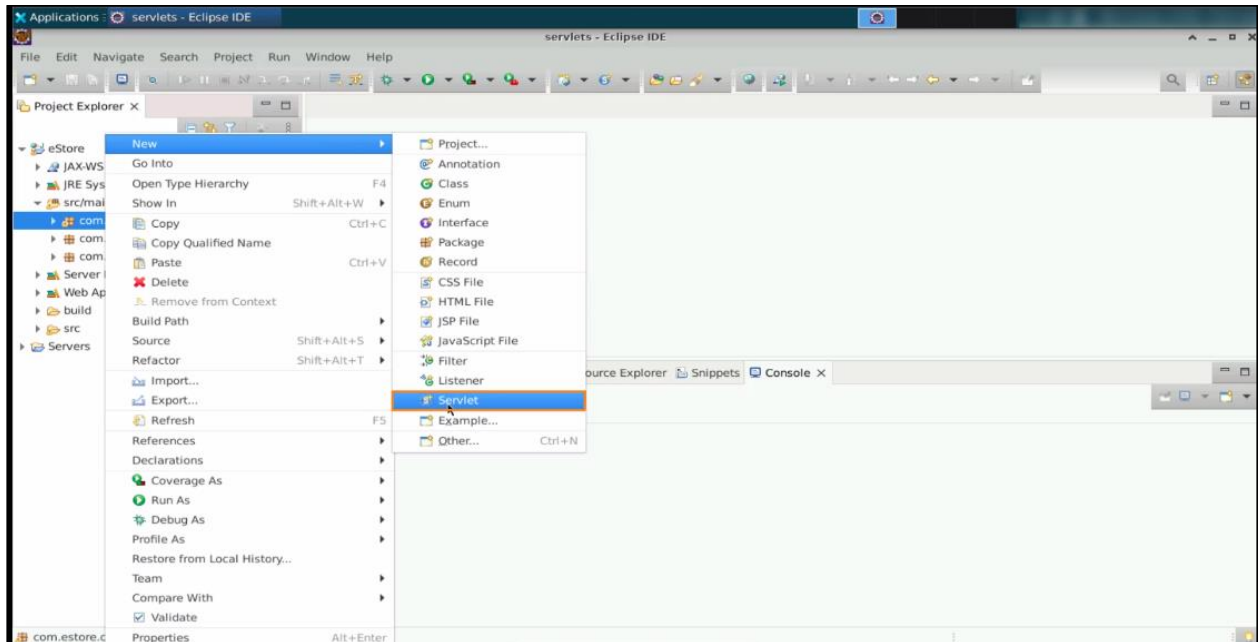 Applications : servlets - Eclipse IDE
servlets - Eclipse IDE
File Edit Navigate Search Project Run Window Help
Project Explorer
eStore
JAX-WS
JRE Sys
src/mai
com.
com.
com.
Server
Web Ap
build
src
Servers
New
Go Into
Open Type Hierarchy F4
Show In Shift+Alt+W
Copy Ctrl+C
Copy Qualified Name
Paste Ctrl+V
Delete
Remove from Context
Build Path
Source Shift+Alt+S
Refactor Shift+Alt+T
Import...
Export...
Refresh F5
References
Declarations
Coverage As
Run As
Debug As
Profile As
Restore from Local History...
Team
Compare With
Validate
Properties Alt+Enter
Project...
Annotation
Class
Enum
Interface
Package
Record
CSS File
HTML File
JSP File
JavaScript File
Filter
Listener
Servlet
Example...
Other... Ctrl+N
ource Explorer Snippets Console
com.estore.c